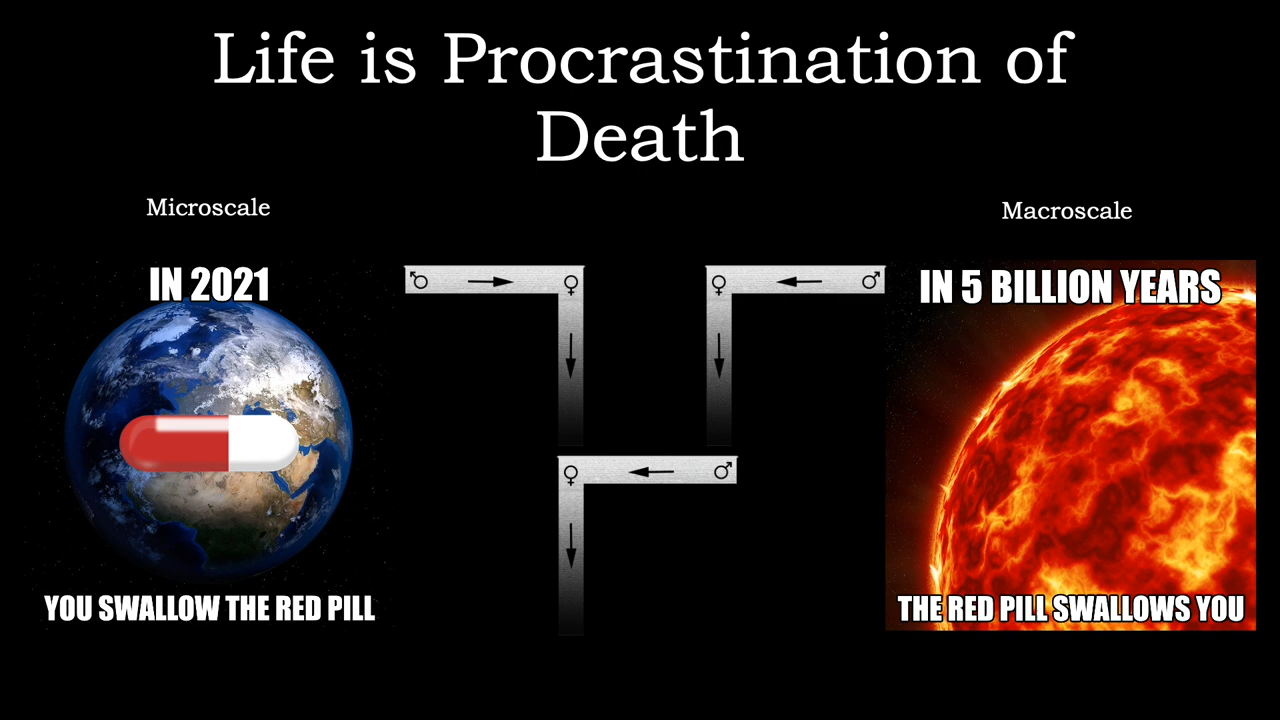 Life is Procrastination of
Death
Microscale
Macroscale
IN 2021
YOU SWALLOW THE RED PILL
♂ → ♀
↓
♀ ← ♂
↓
♀ ← ♂
↓
IN 5 BILLION YEARS
THE RED PILL SWALLOWS YOU